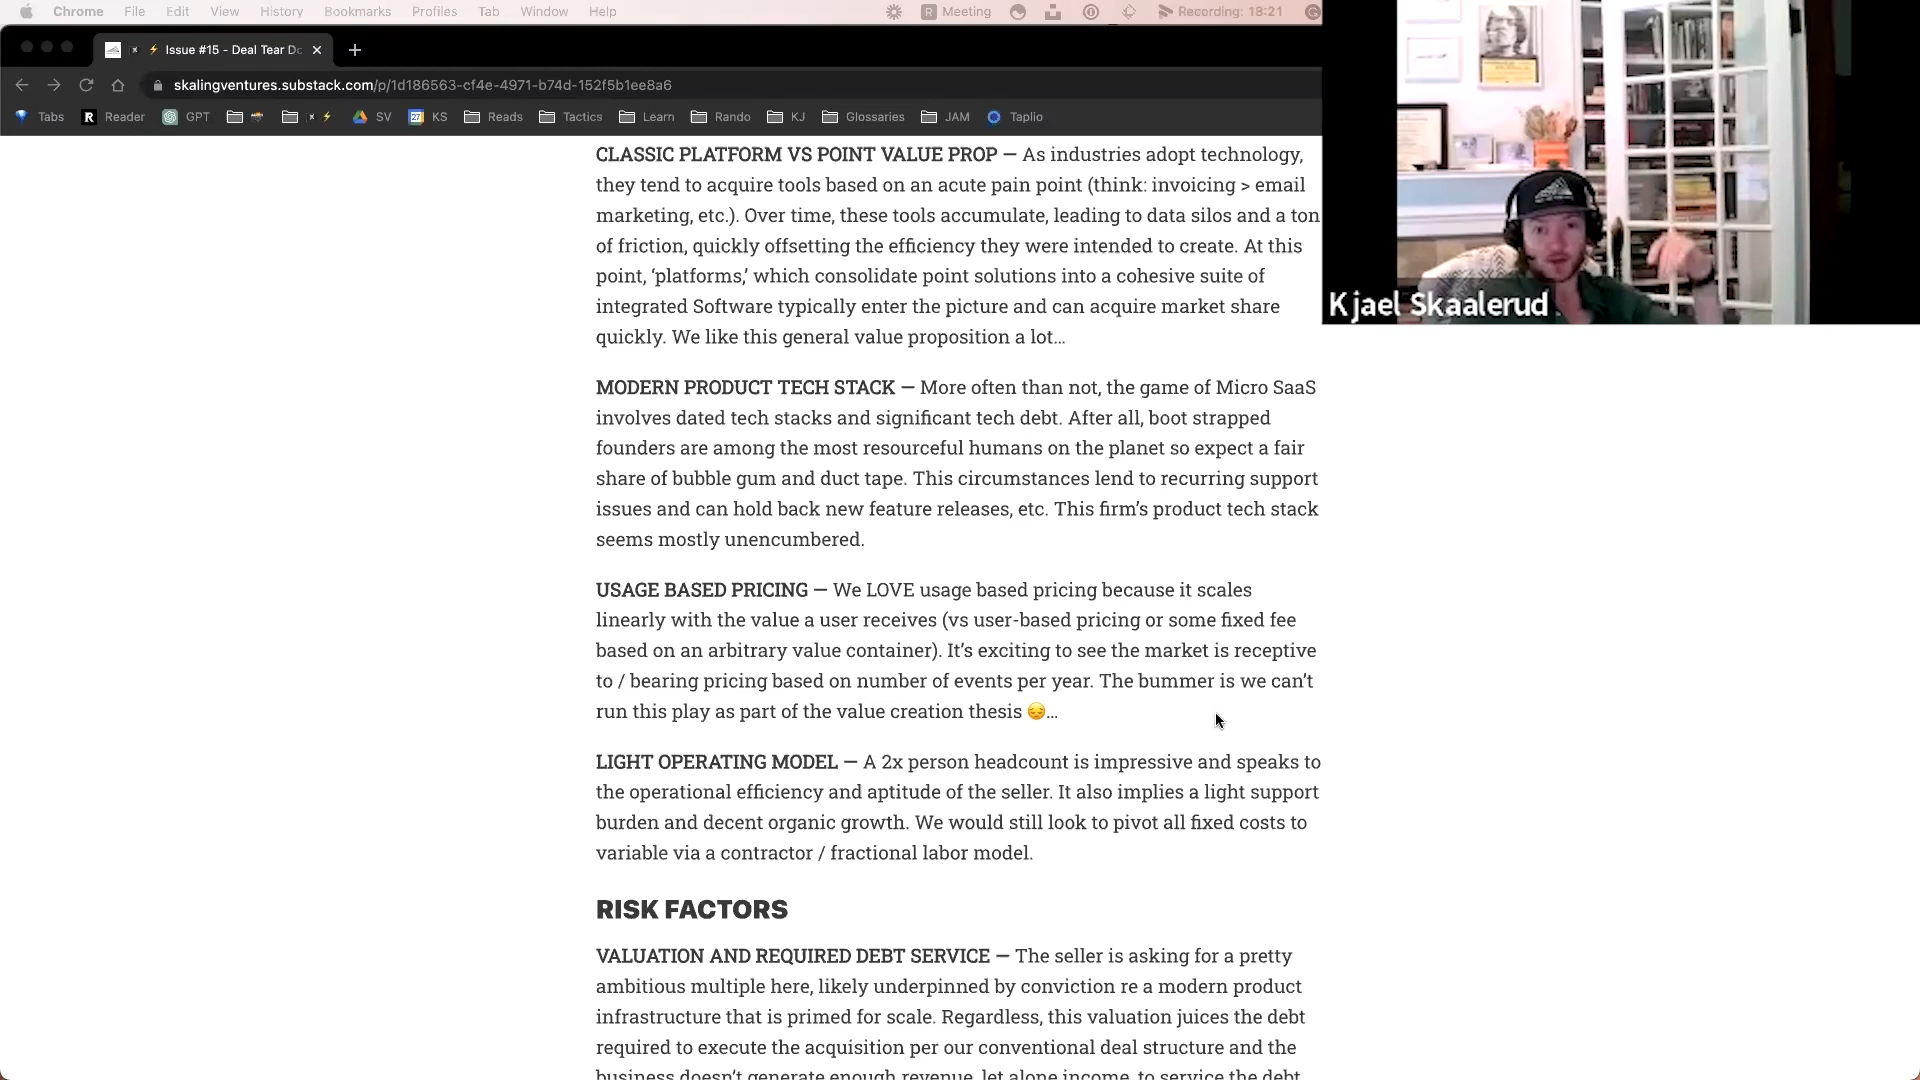 Chrome File Edit View History Bookmarks Profiles Tab Window Help R Meeting Recording: 18:21
⚡ Issue #15 - Deal Tear Do
skalingventures.substack.com/p/1d186563-cf4e-4971-b74d-152f5b1ee8a6
Tabs R Reader GPT SV 27 KS Reads Tactics Learn Rando KJ Glossaries JAM Taplio
Kjael Skaalerud
CLASSIC PLATFORM VS POINT VALUE PROP — As industries adopt technology,
they tend to acquire tools based on an acute pain point (think: invoicing > email
marketing, etc.). Over time, these tools accumulate, leading to data silos and a ton
of friction, quickly offsetting the efficiency they were intended to create. At this
point, ‘platforms,’ which consolidate point solutions into a cohesive suite of
integrated Software typically enter the picture and can acquire market share
quickly. We like this general value proposition a lot…
MODERN PRODUCT TECH STACK — More often than not, the game of Micro SaaS
involves dated tech stacks and significant tech debt. After all, boot strapped
founders are among the most resourceful humans on the planet so expect a fair
share of bubble gum and duct tape. This circumstances lend to recurring support
issues and can hold back new feature releases, etc. This firm’s product tech stack
seems mostly unencumbered.
USAGE BASED PRICING — We LOVE usage based pricing because it scales
linearly with the value a user receives (vs user-based pricing or some fixed fee
based on an arbitrary value container). It’s exciting to see the market is receptive
to / bearing pricing based on number of events per year. The bummer is we can’t
run this play as part of the value creation thesis 😔…
LIGHT OPERATING MODEL — A 2x person headcount is impressive and speaks to
the operational efficiency and aptitude of the seller. It also implies a light support
burden and decent organic growth. We would still look to pivot all fixed costs to
variable via a contractor / fractional labor model.
RISK FACTORS
VALUATION AND REQUIRED DEBT SERVICE — The seller is asking for a pretty
ambitious multiple here, likely underpinned by conviction re a modern product
infrastructure that is primed for scale. Regardless, this valuation juices the debt
required to execute the acquisition per our conventional deal structure and the
business doesn’t generate enough revenue, let alone income, to service the debt